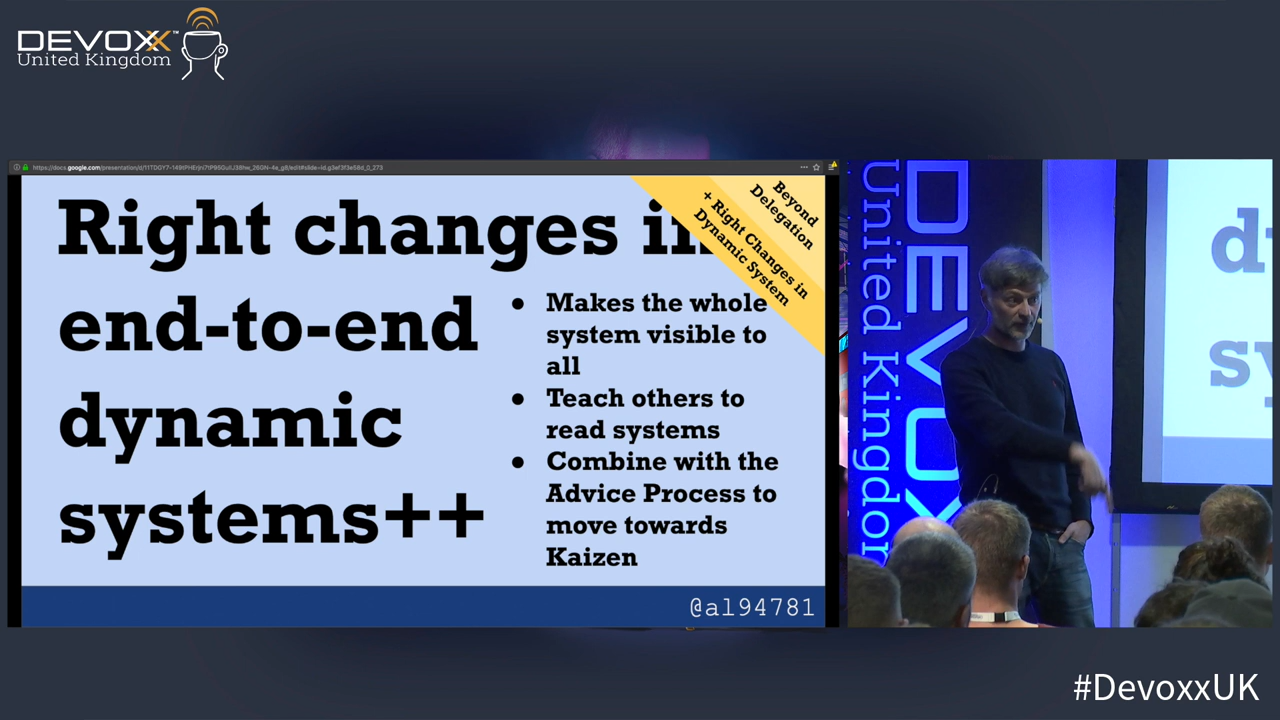 DEVOXX™
United Kingdom
Right changes in
end-to-end
dynamic
systems++
Beyond
Delegation
+ Right Changes in
Dynamic System
• Makes the whole
system visible to
all
• Teach others to
read systems
• Combine with the
Advice Process to
move towards
Kaizen
@al94781
DEVOX
United Kingdom
#DevoxxUK